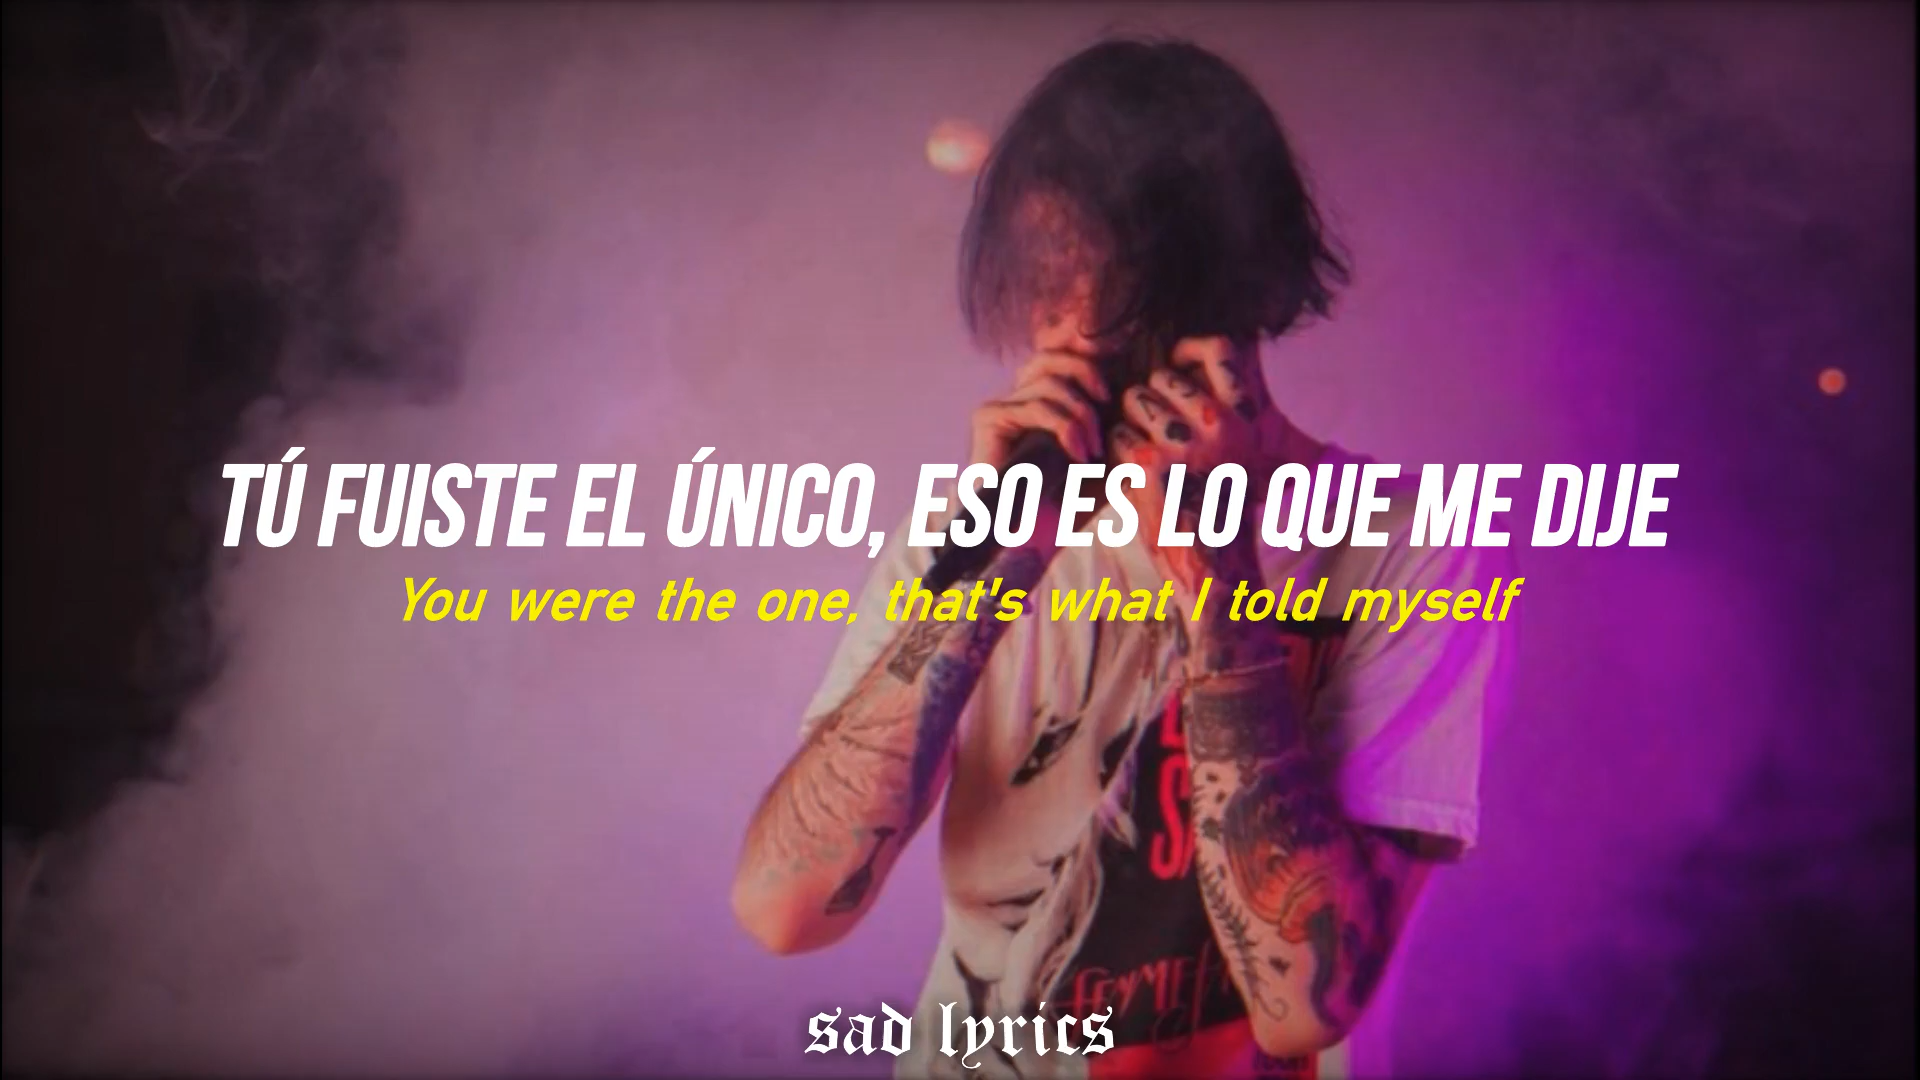 TÚ FUISTE EL ÚNICO, ESO ES LO QUE ME DIJE
You were the one, that's what I told myself
sad lyrics